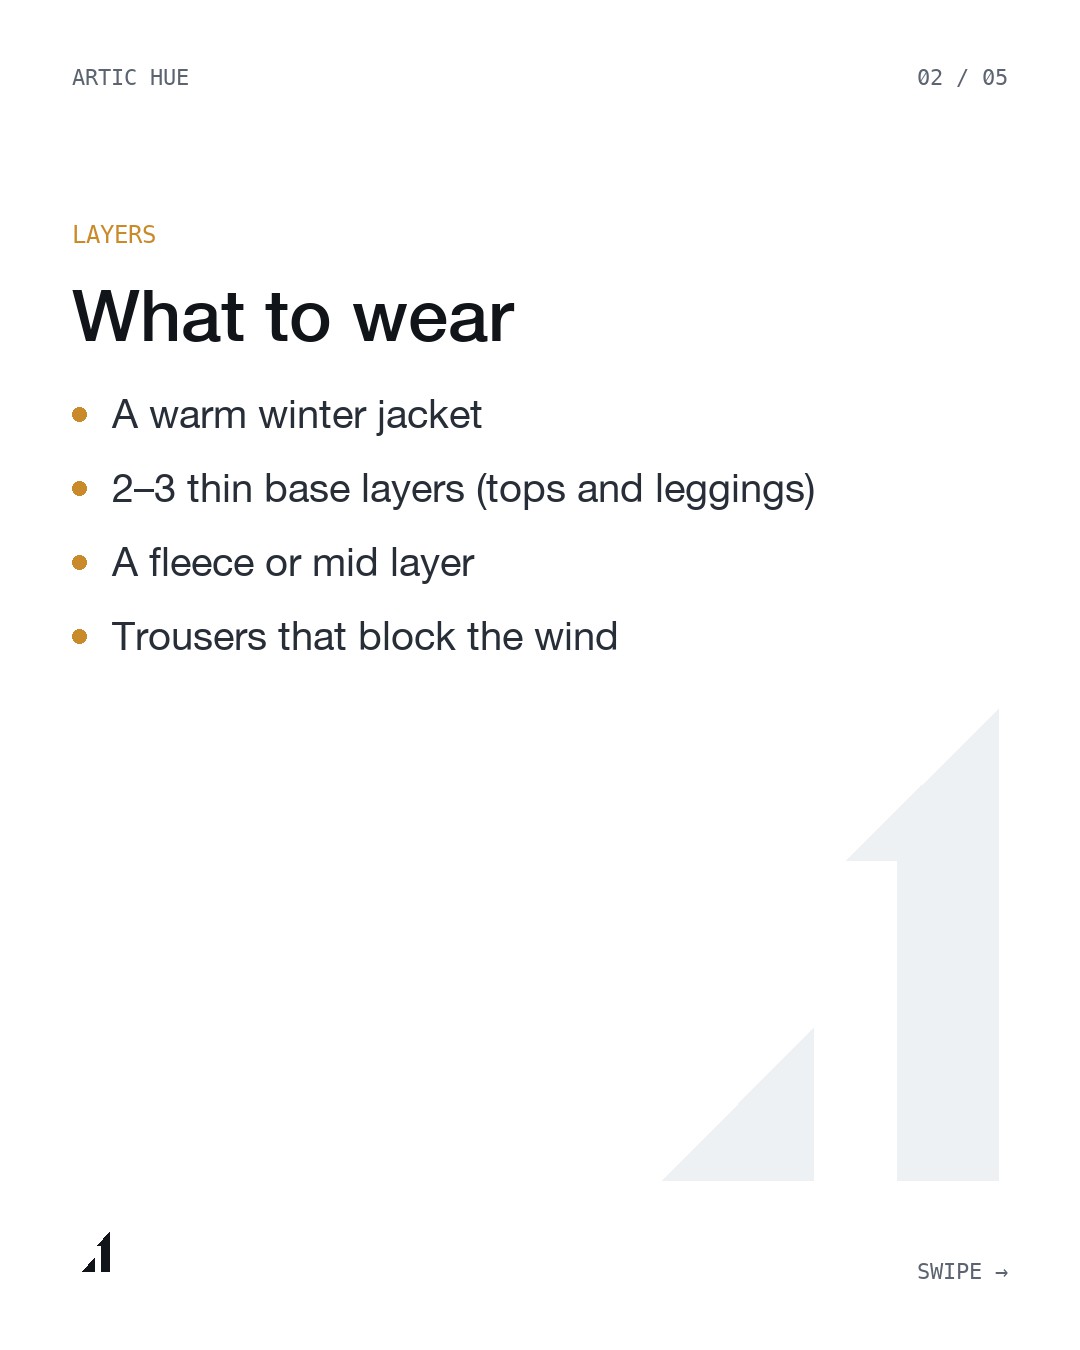 ARTIC HUE
02 / 05
LAYERS
What to wear
A warm winter jacket
2–3 thin base layers (tops and leggings)
A fleece or mid layer
Trousers that block the wind
SWIPE →